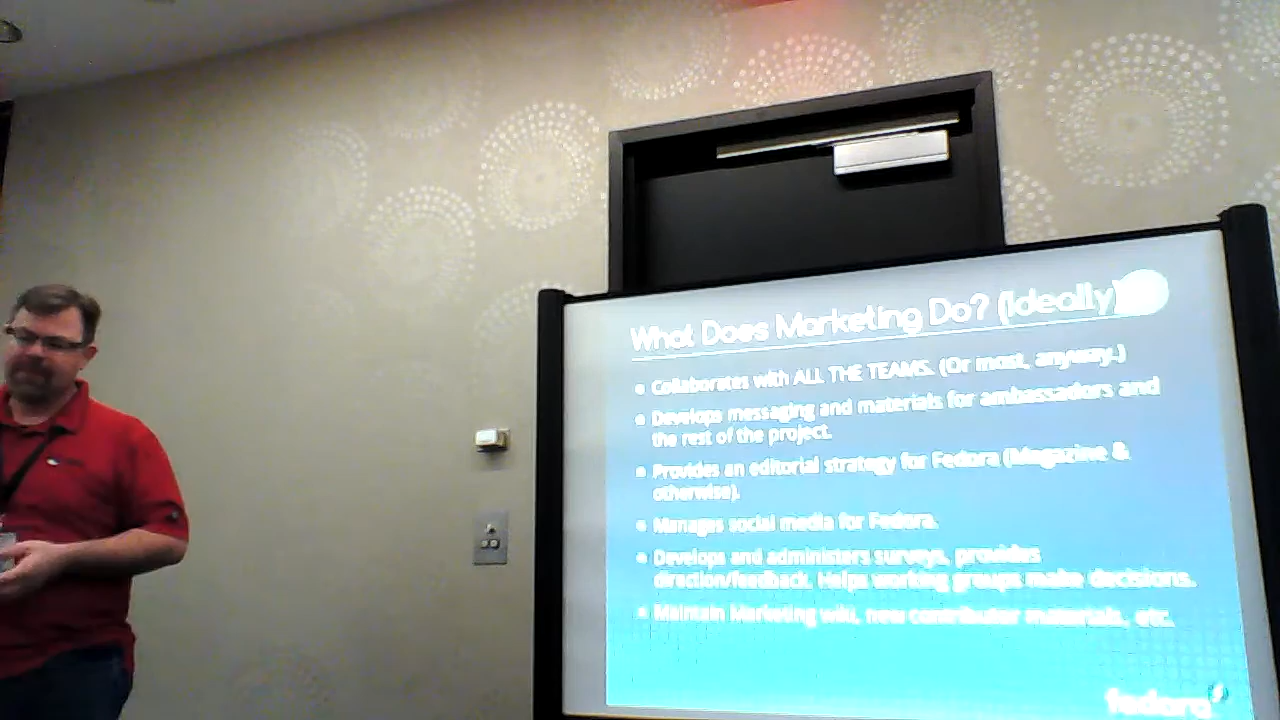 What Does Marketing Do? (Ideally)
Collaborates with ALL THE TEAMS. (Or most, anyway.)
Develops messaging and materials for ambassadors and
the rest of the project.
Provides an editorial strategy for Fedora (Magazine &
otherwise).
Manages social media for Fedora.
Develops and administers surveys, provides
direction/feedback. Helps working groups make decisions.
Maintain Marketing wiki, new contributor materials, etc.
fedora